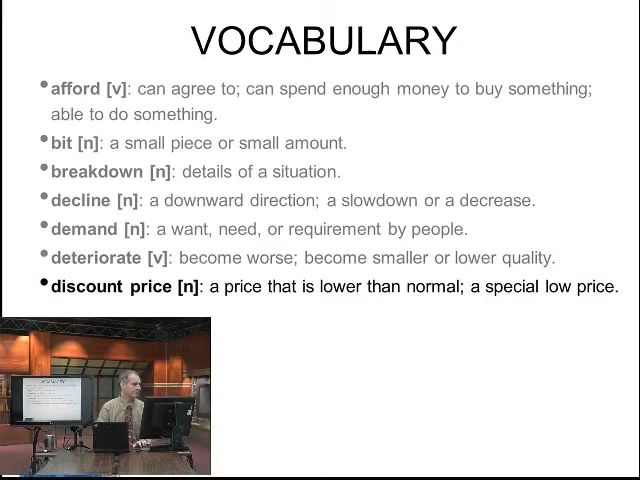 VOCABULARY
•afford [v]: can agree to; can spend enough money to buy something;
able to do something.
•bit [n]: a small piece or small amount.
•breakdown [n]: details of a situation.
•decline [n]: a downward direction; a slowdown or a decrease.
•demand [n]: a want, need, or requirement by people.
•deteriorate [v]: become worse; become smaller or lower quality.
•discount price [n]: a price that is lower than normal; a special low price.